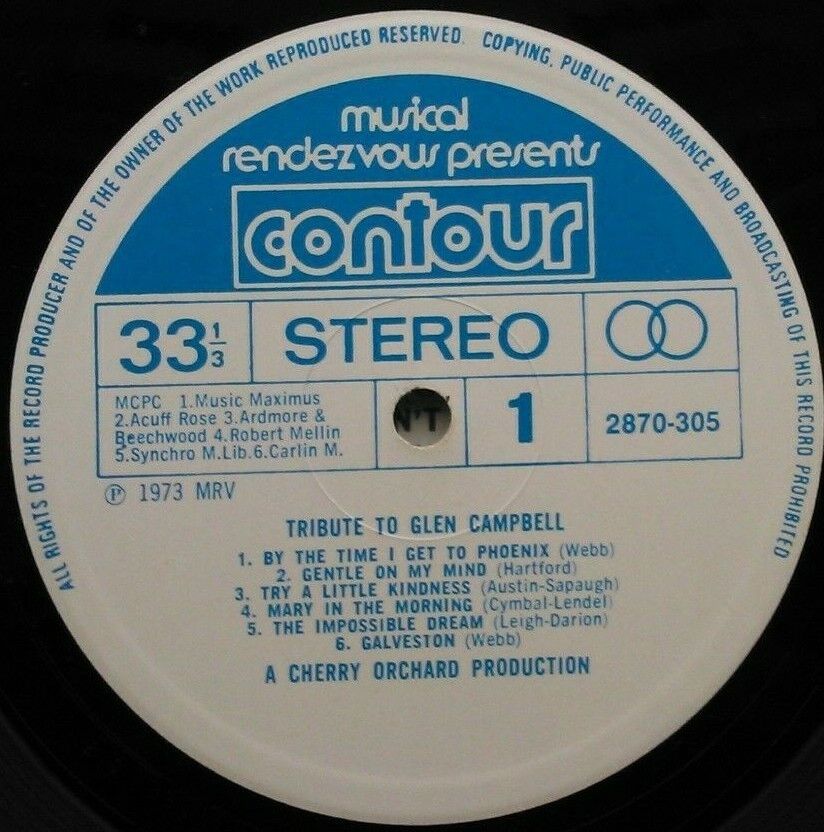 ALL RIGHTS OF THE RECORD PRODUCER AND OF THE OWNER OF THE WORK REPRODUCED RESERVED. COPYING, PUBLIC PERFORMANCE AND BROADCASTING OF THIS RECORD PROHIBITED
musical
rendezvous presents
contour
33 1/3 STEREO
MCPC 1.Music Maximus
2.Acuff Rose 3.Ardmore &
Beechwood 4.Robert Mellin
5.Synchro M.Lib.6.Carlin M.
N'T
1
2870-305
℗ 1973 MRV
TRIBUTE TO GLEN CAMPBELL
1. BY THE TIME I GET TO PHOENIX (Webb)
2. GENTLE ON MY MIND (Hartford)
3. TRY A LITTLE KINDNESS (Austin-Sapaugh)
4. MARY IN THE MORNING (Cymbal-Lendel)
5. THE IMPOSSIBLE DREAM (Leigh-Darion)
6. GALVESTON (Webb)
A CHERRY ORCHARD PRODUCTION